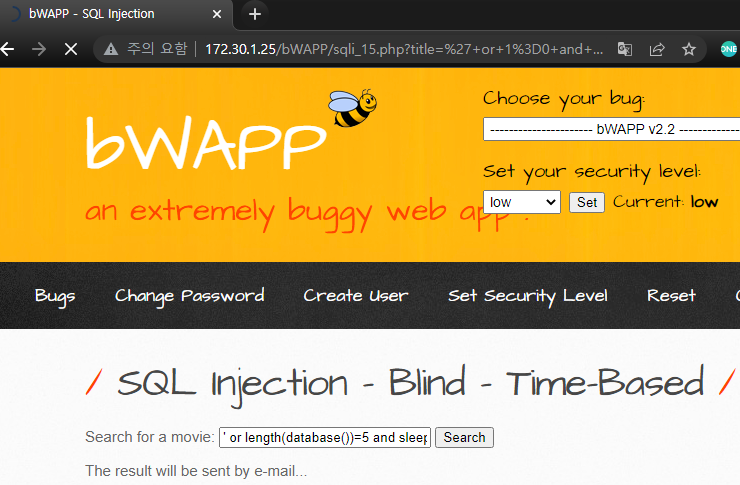 bWAPP - SQL Injection
주의 요함 172.30.1.25/bWAPP/sqli_15.php?title=%27+or+1%3D0+and+...
bWAPP
an extremely buggy web app !
Choose your bug:
---------------------- bWAPP v2.2 -------------
Set your security level:
low Set Current: low
Bugs Change Password Create User Set Security Level Reset
/ SQL Injection - Blind - Time-Based /
Search for a movie: ' or length(database())=5 and sleep Search
The result will be sent by e-mail...